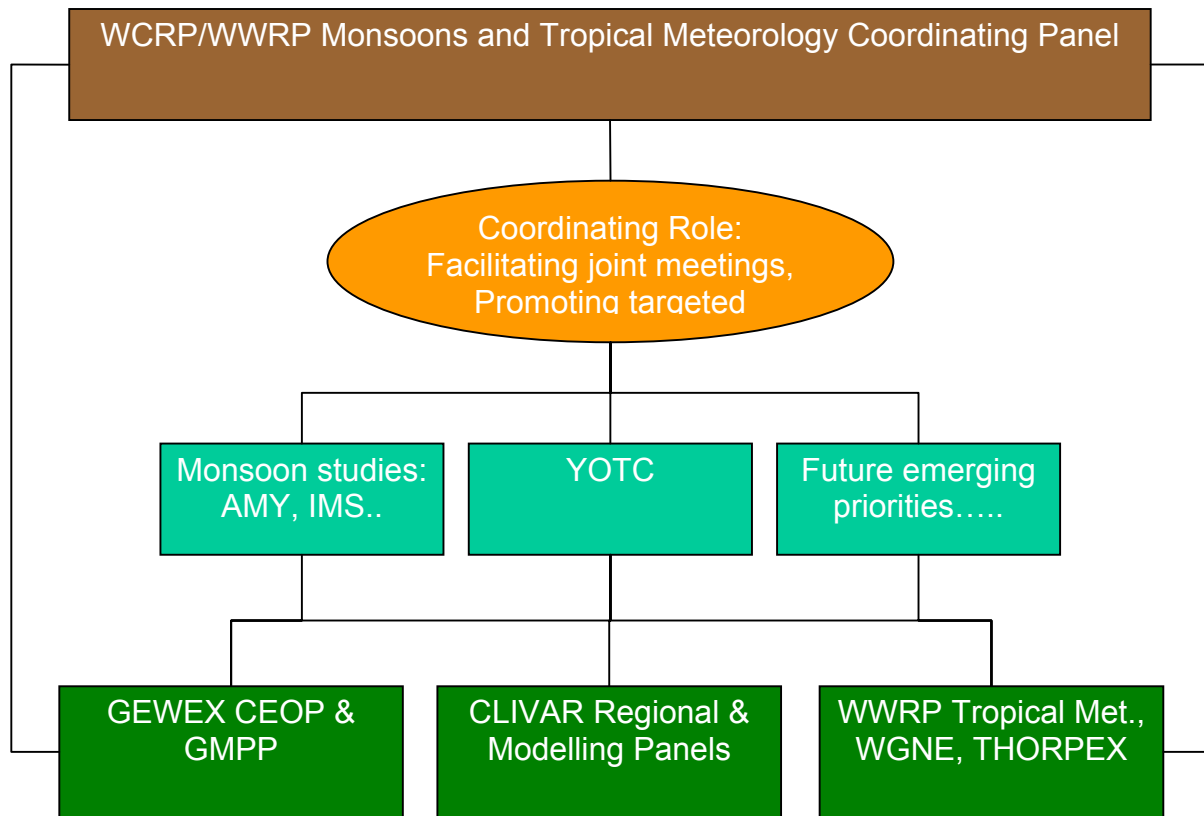 WCRP/WWRP Monsoons and Tropical Meteorology Coordinating Panel
Coordinating Role:
Facilitating joint meetings,
Promoting targeted
Monsoon studies:
AMY, IMS..
YOTC
Future emerging
priorities…..
GEWEX CEOP &
GMPP
CLIVAR Regional &
Modelling Panels
WWRP Tropical Met.,
WGNE, THORPEX